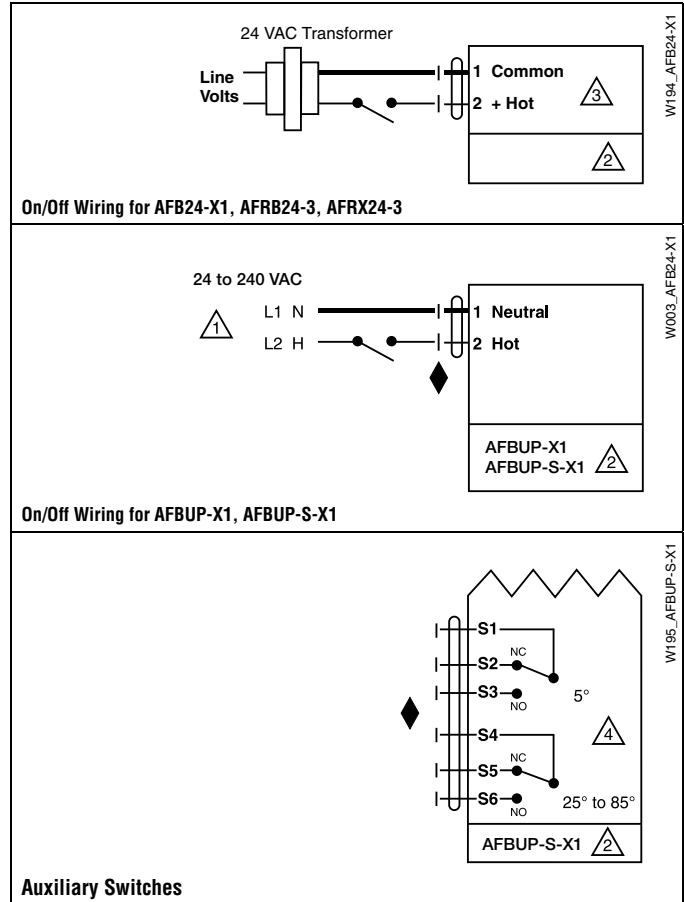 24 VAC Transformer
Line
Volts
1 Common
2 + Hot
3
2
W194_AFB24-X1
On/Off Wiring for AFB24-X1, AFRB24-3, AFRX24-3
24 to 240 VAC
1
L1 N
L2 H
1 Neutral
2 Hot
AFBUP-X1
AFBUP-S-X1
2
W003_AFB24-X1
On/Off Wiring for AFBUP-X1, AFBUP-S-X1
S1
NC
S2
S3
NO
5°
4
S4
NC
S5
S6
NO
25° to 85°
AFBUP-S-X1
2
W195_AFBUP-S-X1
Auxiliary Switches